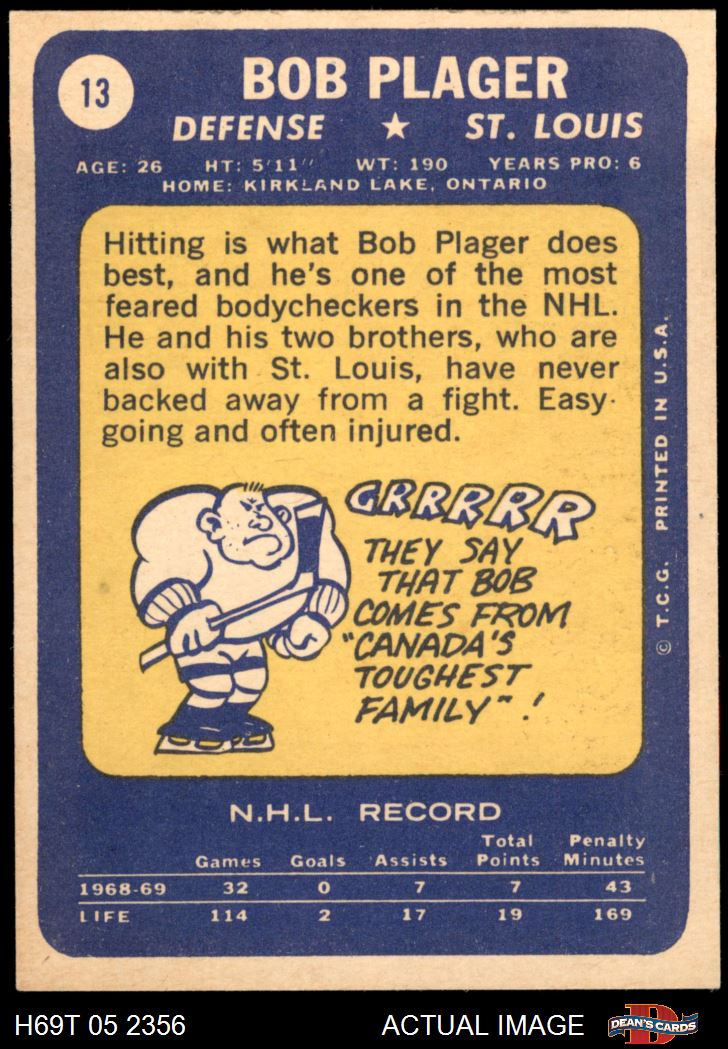 13
BOB PLAGER
DEFENSE ★ ST. LOUIS
AGE: 26 HT: 5'11" WT: 190 YEARS PRO: 6
HOME: KIRKLAND LAKE, ONTARIO
Hitting is what Bob Plager does
best, and he's one of the most
feared bodycheckers in the NHL.
He and his two brothers, who are
also with St. Louis, have never
backed away from a fight. Easy-
going and often injured.
GRRRRR
THEY SAY
THAT BOB
COMES FROM
"CANADA'S
TOUGHEST
FAMILY" !
© T.C.G. PRINTED IN U.S.A.
N.H.L. RECORD
Games Goals Assists Total Points Penalty Minutes
1968-69 32 0 7 7 43
LIFE 114 2 17 19 169
H69T 05 2356 ACTUAL IMAGE DEAN'S CARDS